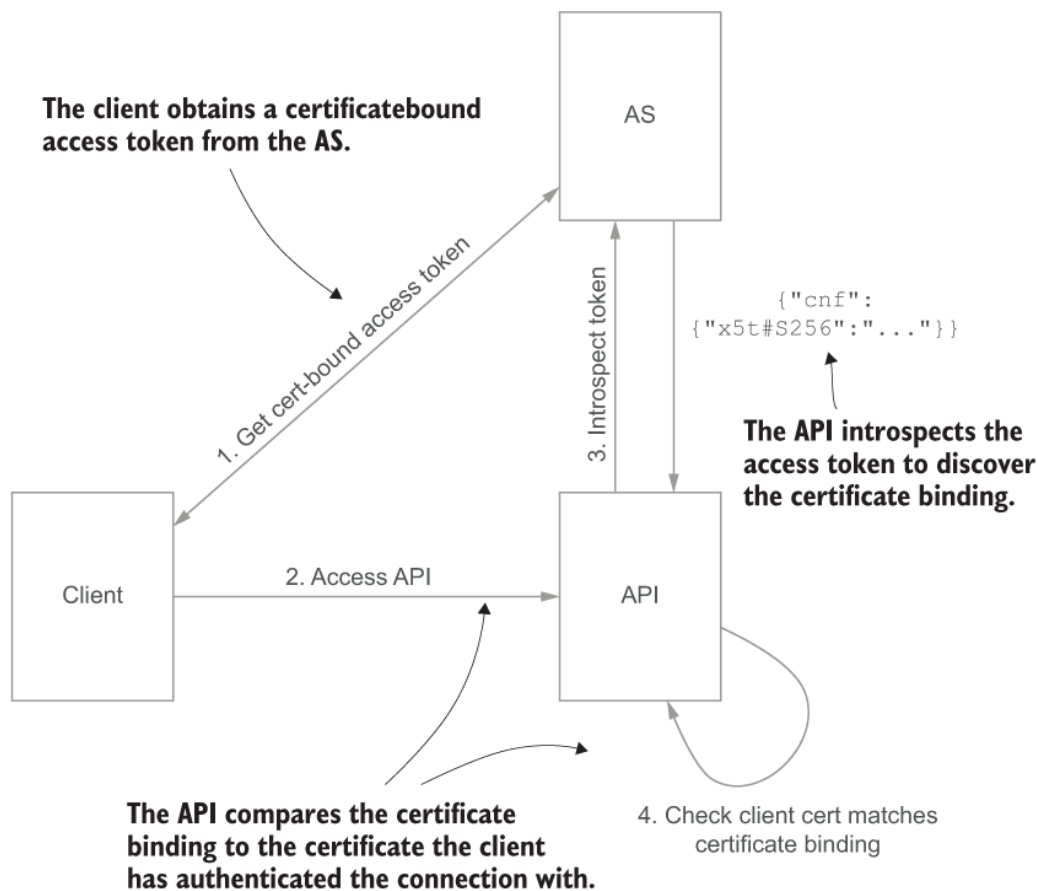 AS
The client obtains a certificatebound
access token from the AS.
1. Get cert-bound access token
3. Introspect token
{"cnf":
{"x5t#S256":"..."}}
The API introspects the
access token to discover
the certificate binding.
Client
2. Access API
API
The API compares the certificate
binding to the certificate the client
has authenticated the connection with.
4. Check client cert matches
certificate binding